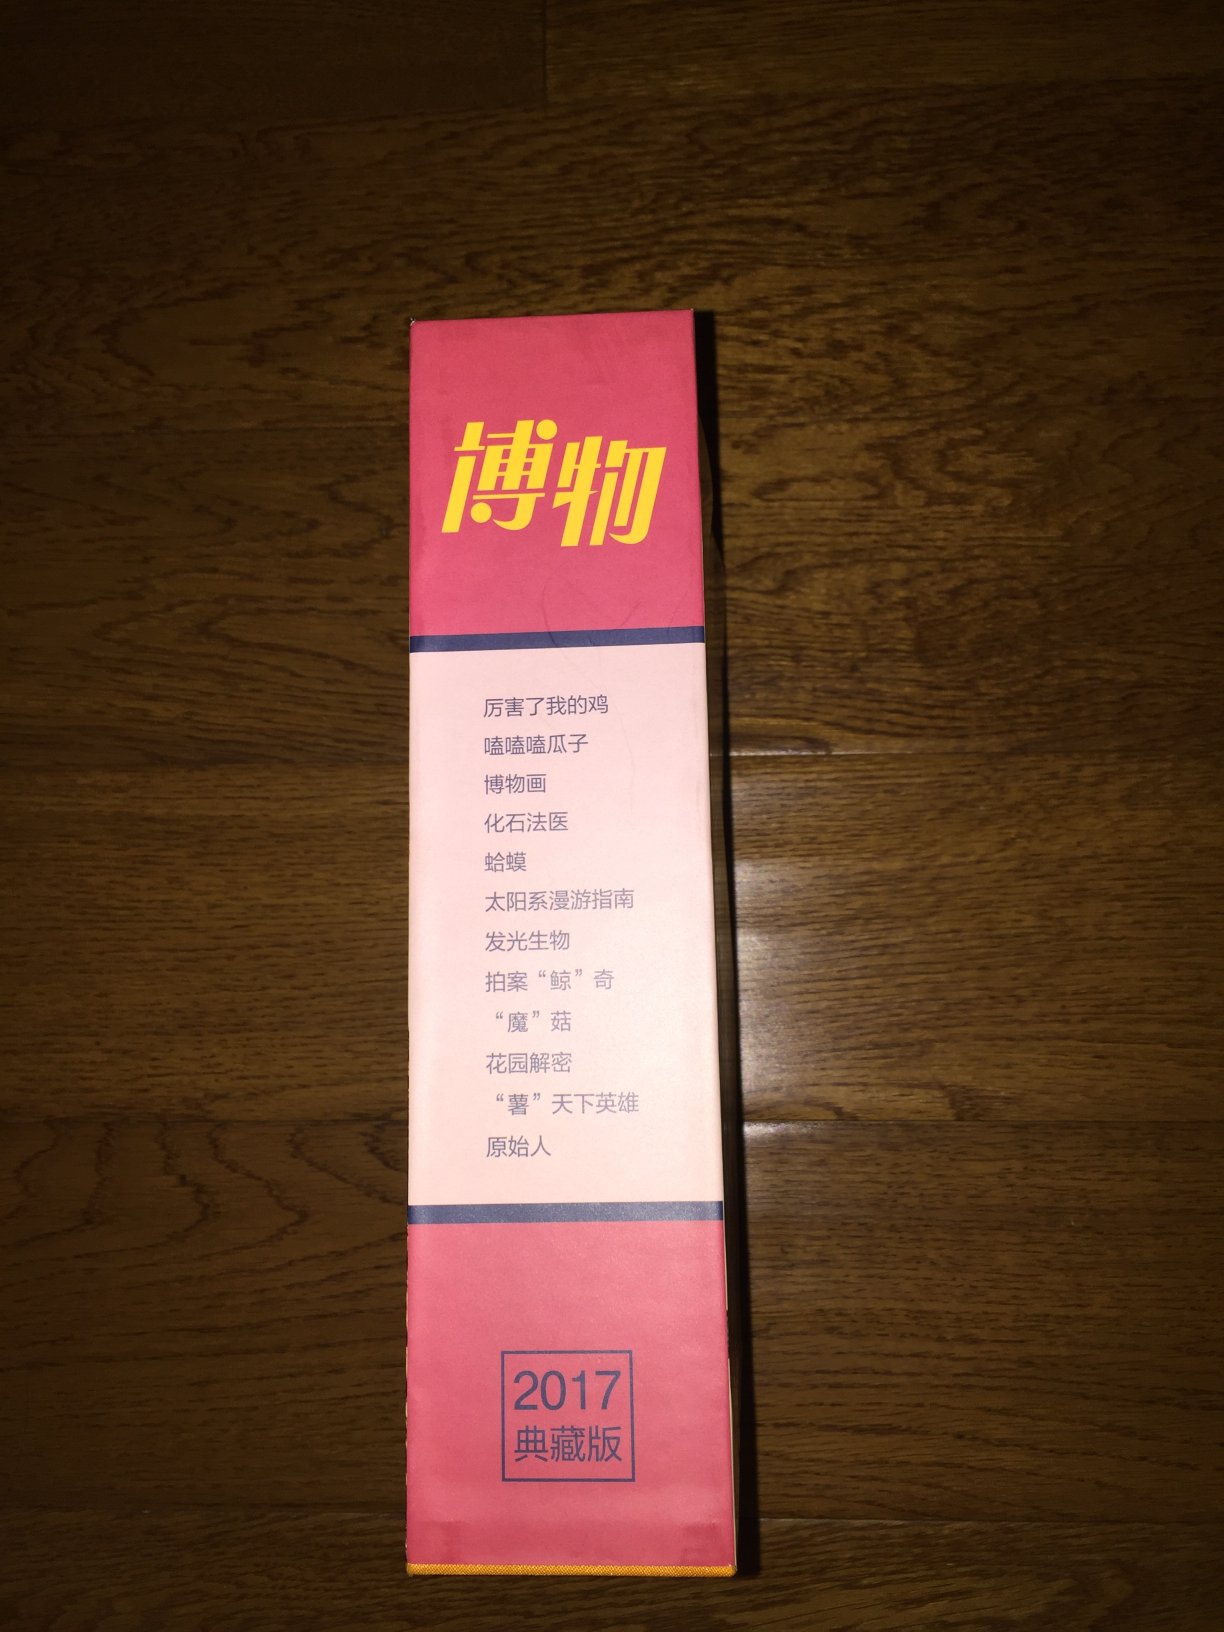 博物
厉害了我的鸡
嗑嗑嗑瓜子
博物画
化石法医
蛤蟆
太阳系漫游指南
发光生物
拍案“鲸”奇
“魔”菇
花园解密
“薯”天下英雄
原始人
2017
典藏版